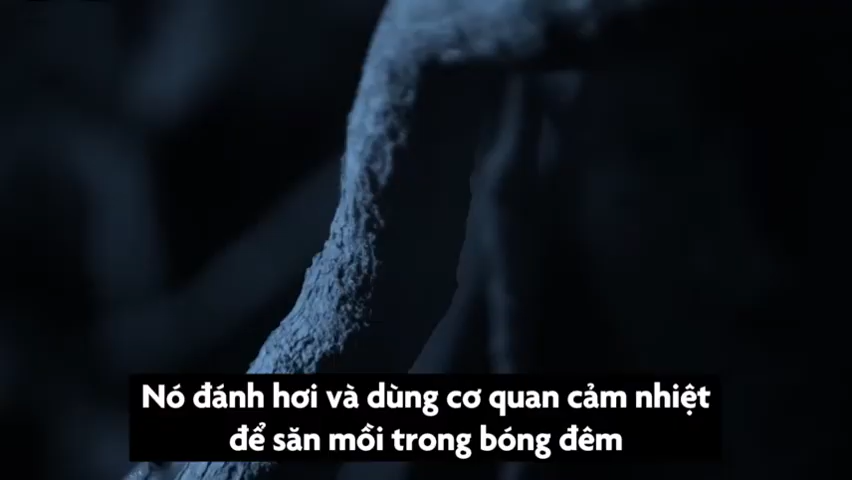 Nó đánh hơi và dùng cơ quan cảm nhiệt
để săn mồi trong bóng đêm